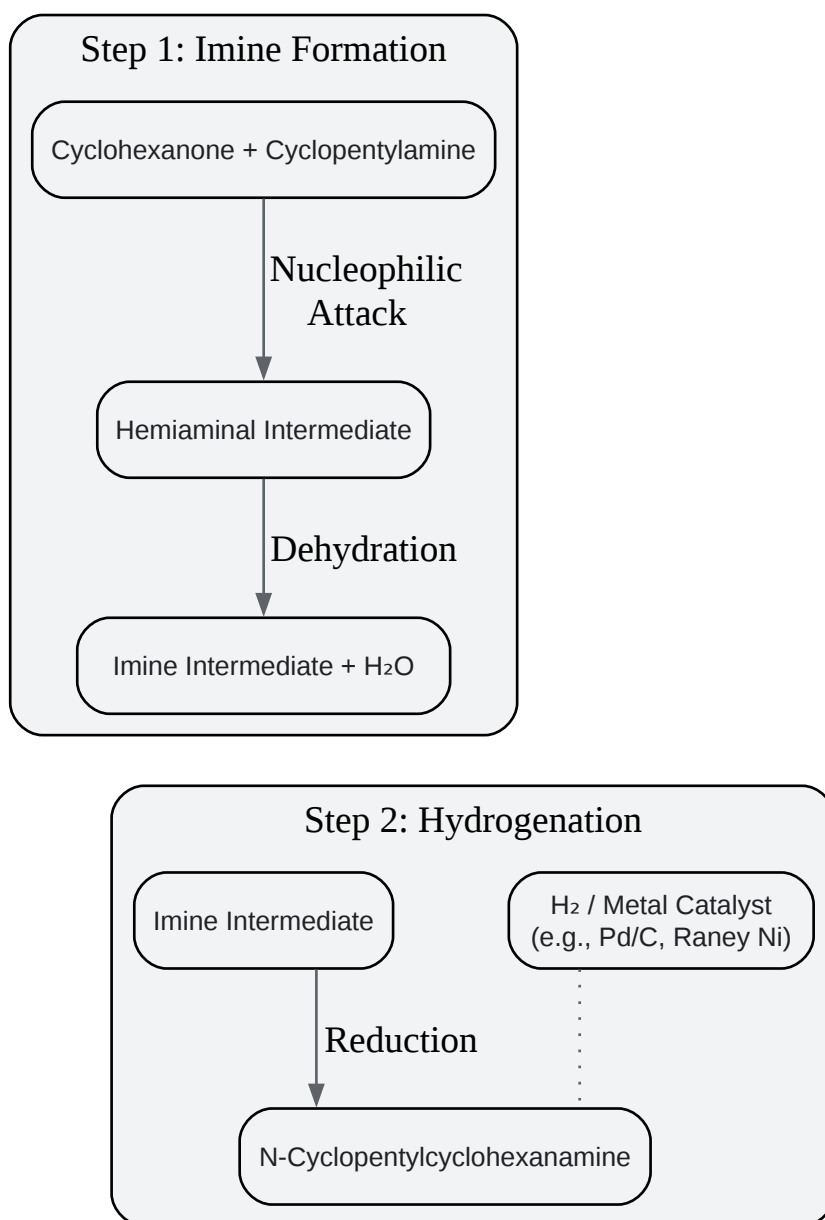 Step 1: Imine Formation
Cyclohexanone + Cyclopentylamine
Nucleophilic
Attack
Hemiaminal Intermediate
Dehydration
Imine Intermediate + H₂O
Step 2: Hydrogenation
Imine Intermediate
H₂ / Metal Catalyst
(e.g., Pd/C, Raney Ni)
Reduction
N-Cyclopentylcyclohexanamine